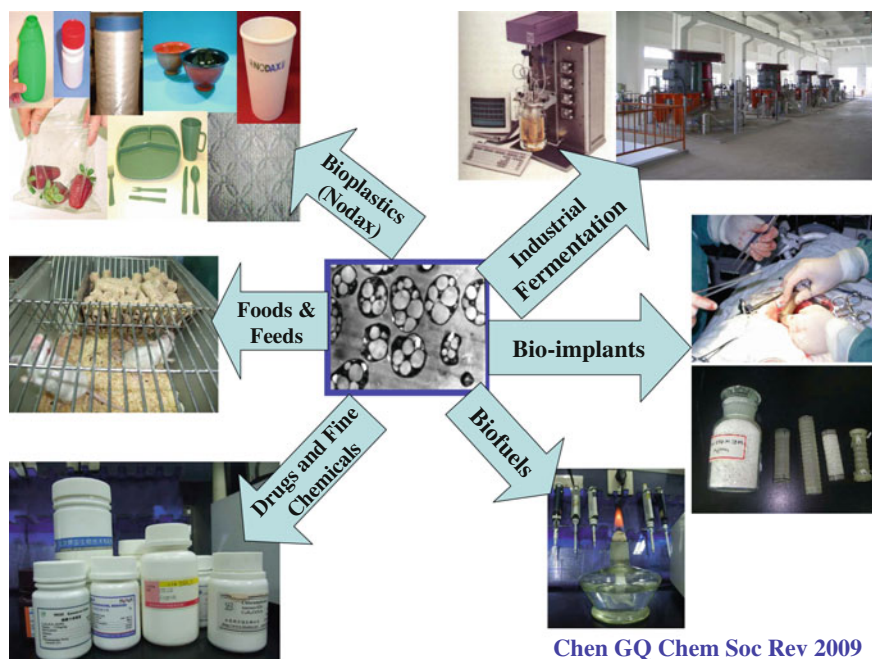 NODAX
Bioplastics
(Nodax)
Industrial
Fermentation
Foods &
Feeds
Bio-implants
Drugs and Fine
Chemicals
Biofuels
Chen GQ Chem Soc Rev 2009